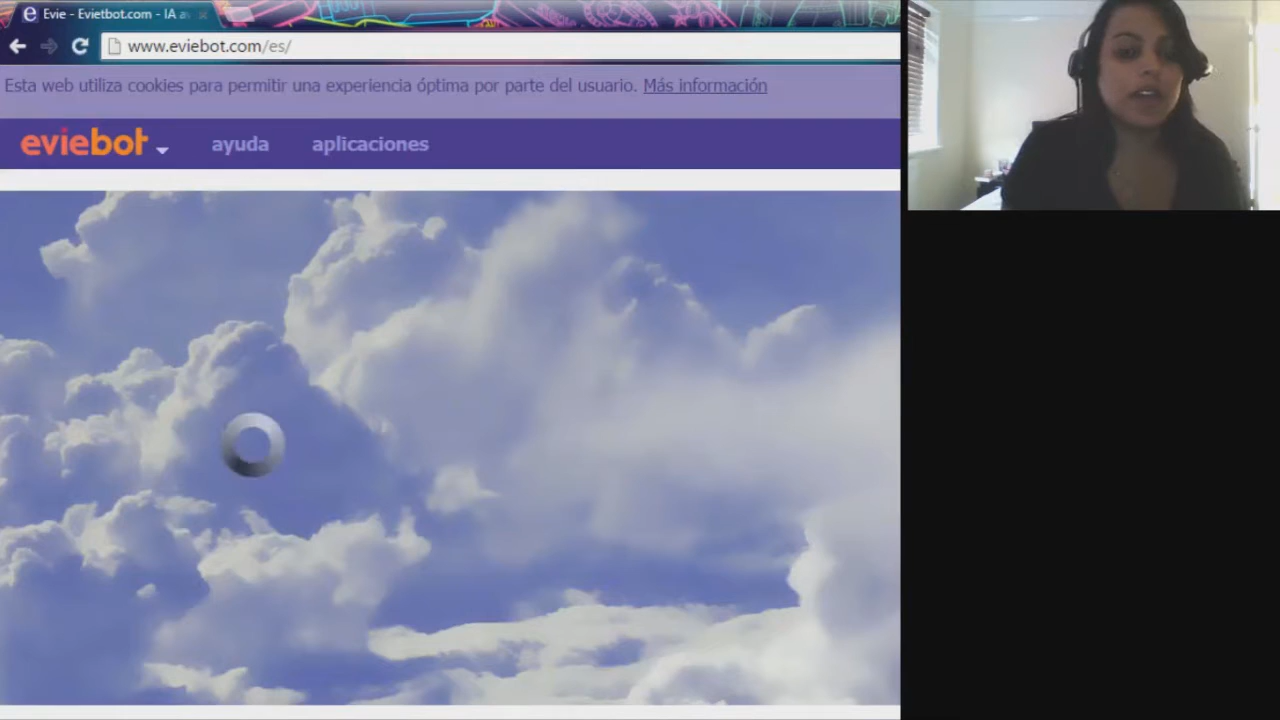 Evie - Evietbot.com - IA av
www.eviebot.com/es/
Esta web utiliza cookies para permitir una experiencia óptima por parte del usuario. Más información
eviebot ayuda aplicaciones